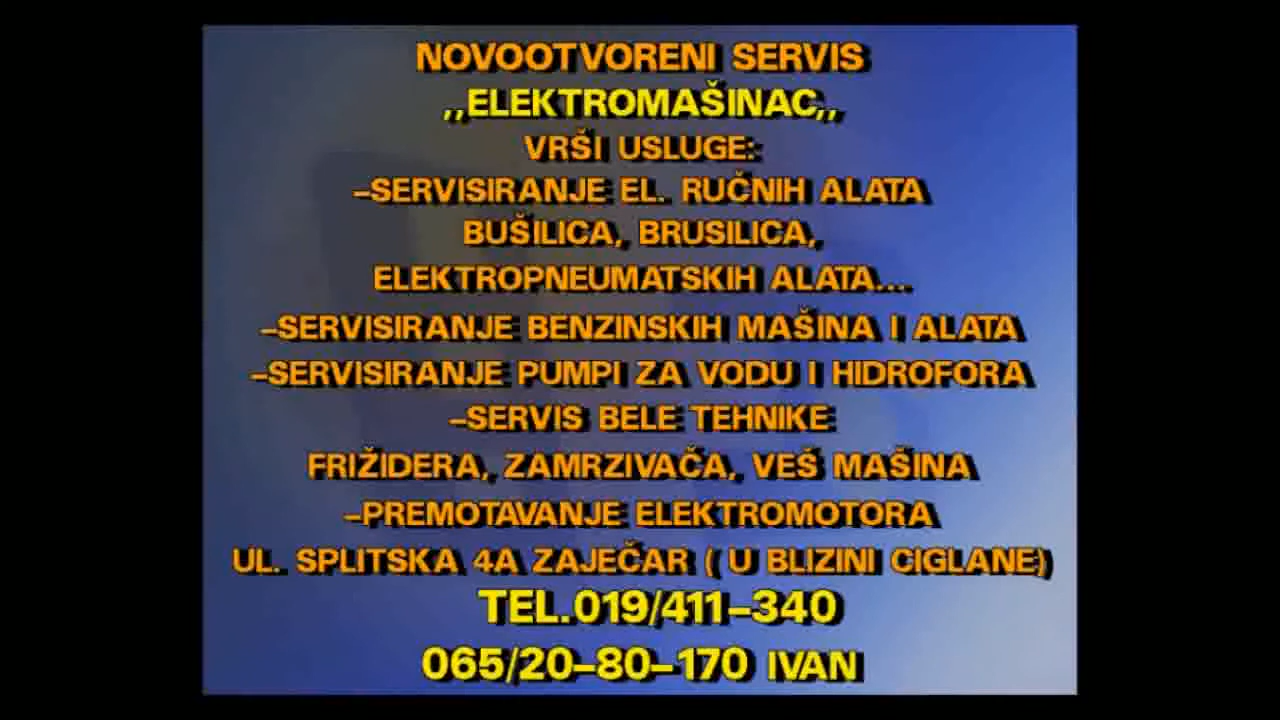 NOVOOTVORENI SERVIS
,,ELEKTROMAŠINAC,,
VRŠI USLUGE:
-SERVISIRANJE EL. RUČNIH ALATA
BUŠILICA, BRUSILICA,
ELEKTROPNEUMATSKIH ALATA...
-SERVISIRANJE BENZINSKIH MAŠINA I ALATA
-SERVISIRANJE PUMPI ZA VODU I HIDROFORA
-SERVIS BELE TEHNIKE
FRIŽIDERA, ZAMRZIVAČA, VEŠ MAŠINA
-PREMOTAVANJE ELEKTROMOTORA
UL. SPLITSKA 4A ZAJEČAR ( U BLIZINI CIGLANE)
TEL.019/411-340
065/20-80-170 IVAN